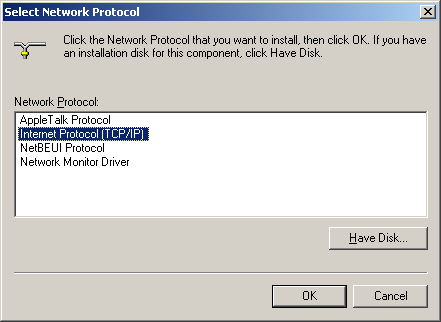 Select Network Protocol
Click the Network Protocol that you want to install, then click OK. If you have
an installation disk for this component, click Have Disk.
Network Protocol:
AppleTalk Protocol
Internet Protocol (TCP/IP)
NetBEUI Protocol
Network Monitor Driver
Have Disk...
OK
Cancel